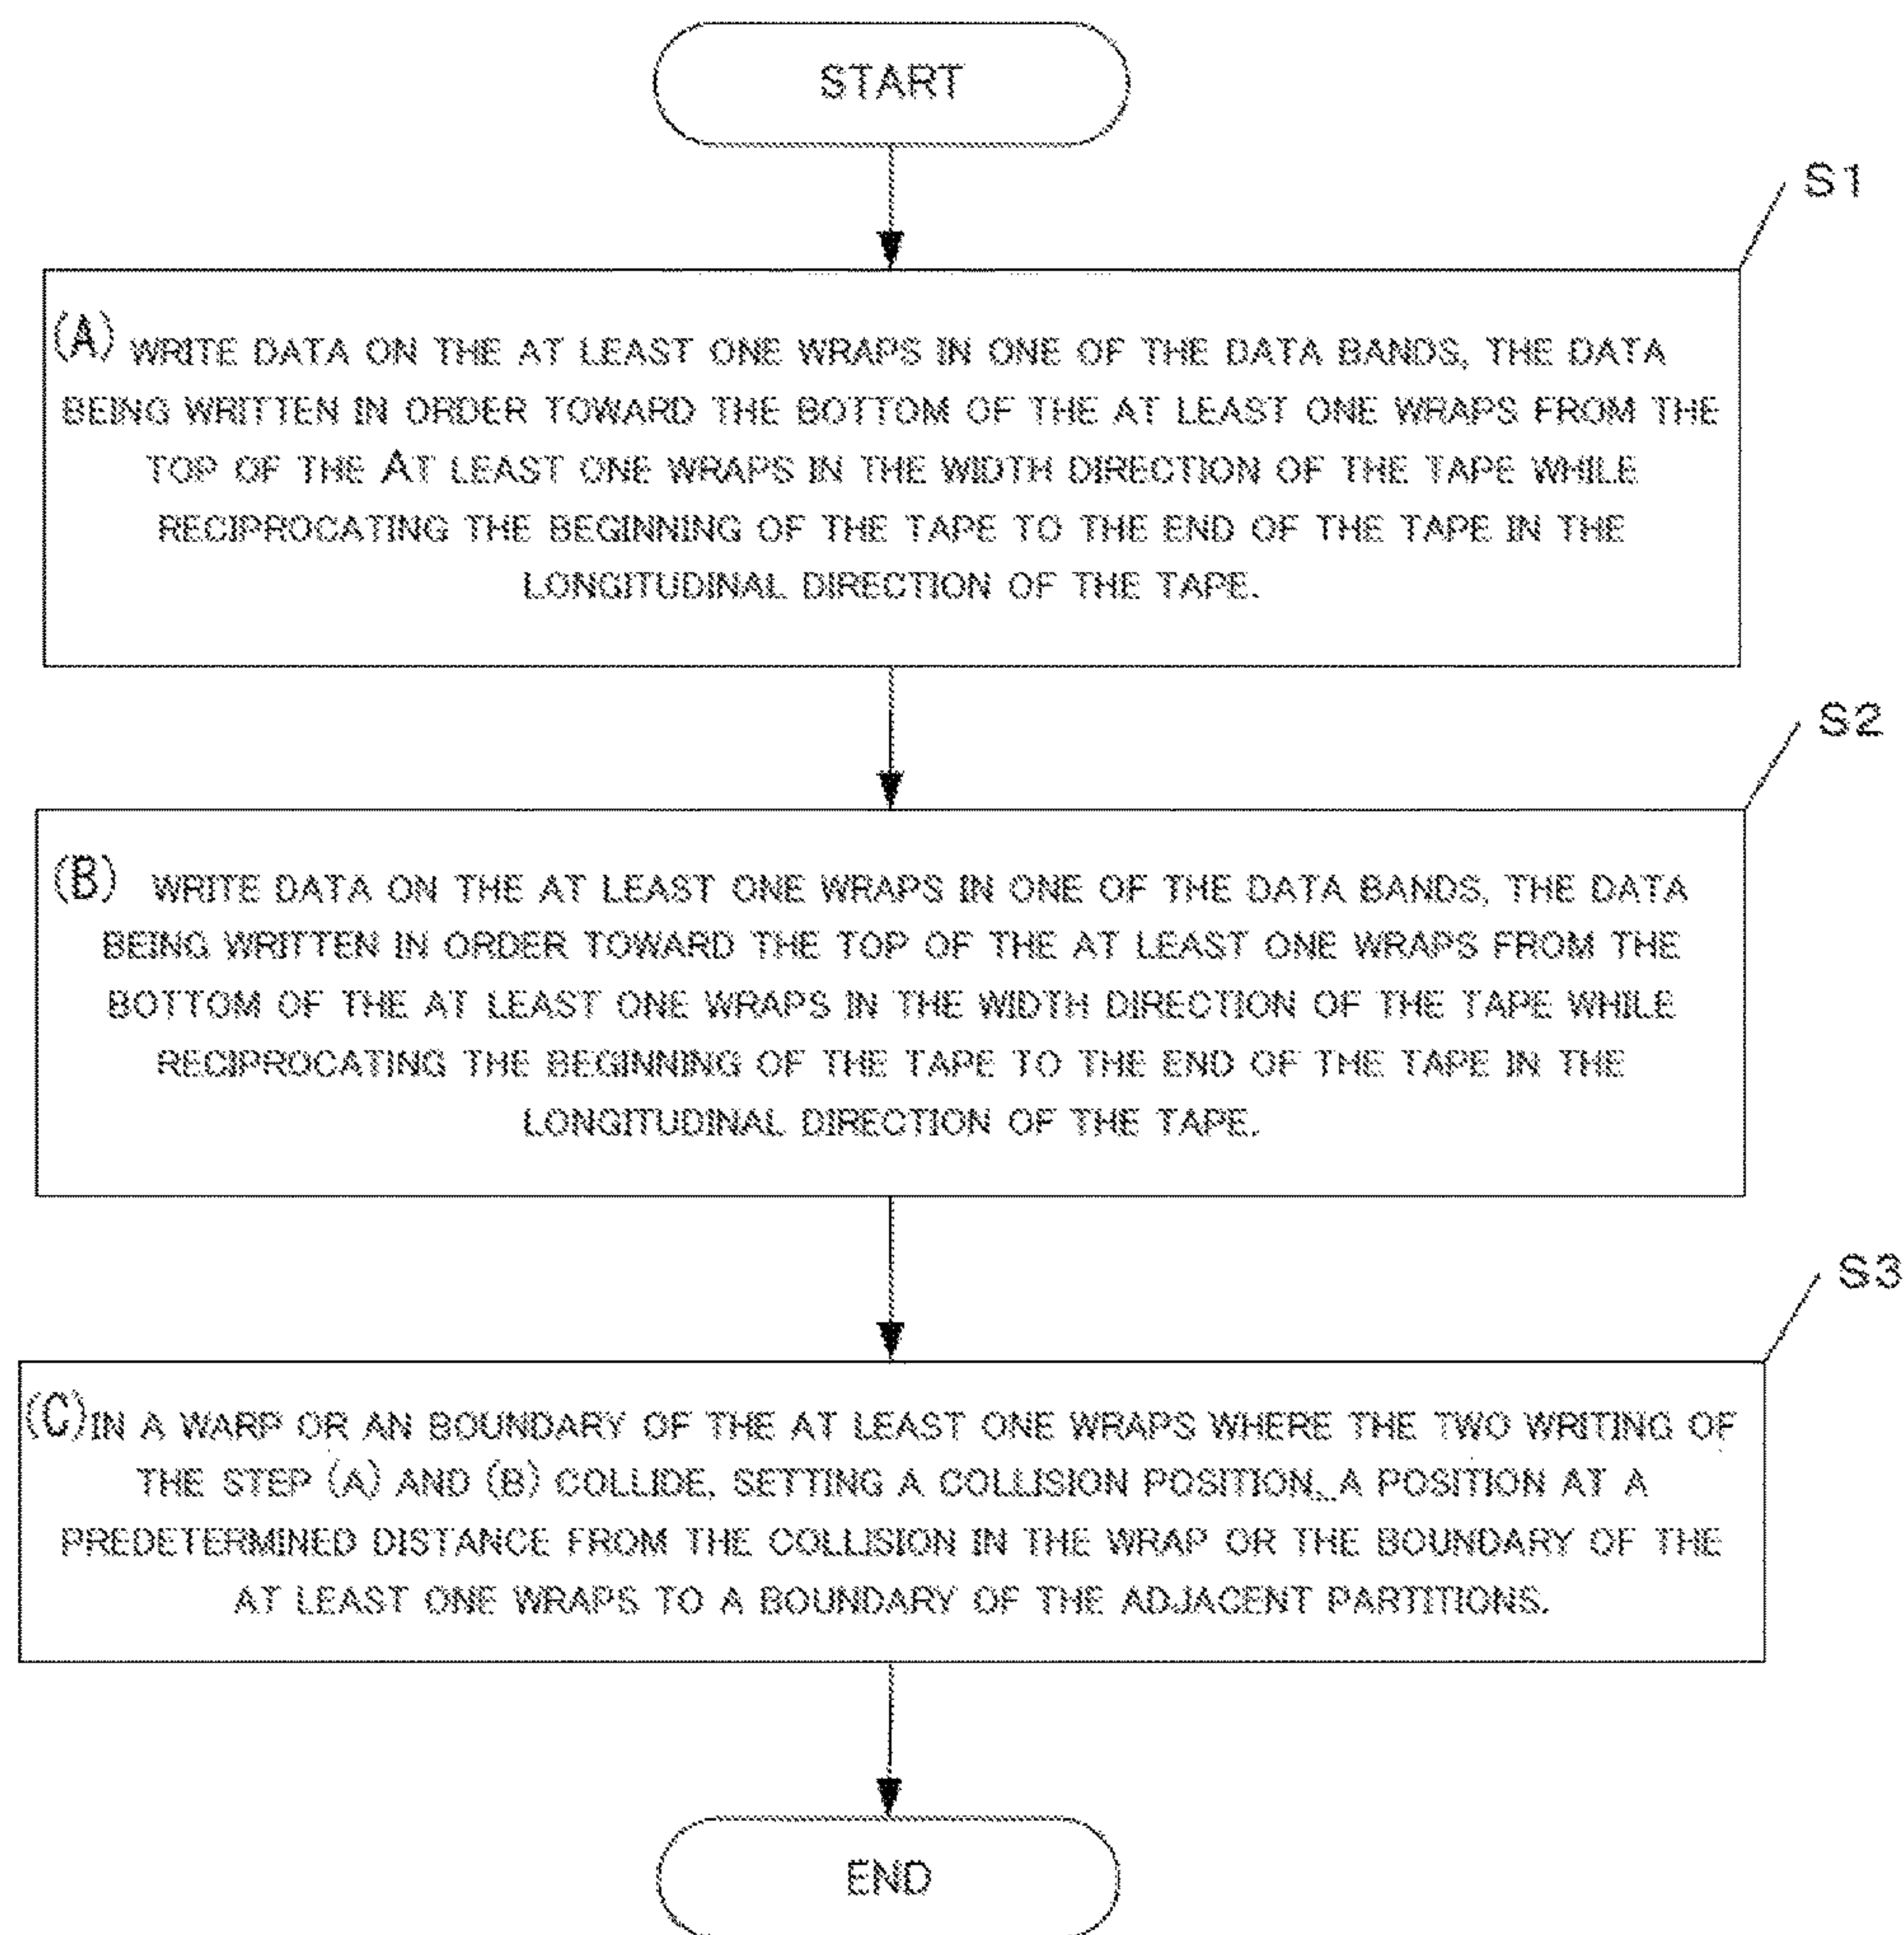 START
S1
(A) WRITE DATA ON THE AT LEAST ONE WRAPS IN ONE OF THE DATA BANDS, THE DATA
BEING WRITTEN IN ORDER TOWARD THE BOTTOM OF THE AT LEAST ONE WRAPS FROM THE
TOP OF THE AT LEAST ONE WRAPS IN THE WIDTH DIRECTION OF THE TAPE WHILE
RECIPROCATING THE BEGINNING OF THE TAPE TO THE END OF THE TAPE IN THE
LONGITUDINAL DIRECTION OF THE TAPE.
S2
(B) WRITE DATA ON THE AT LEAST ONE WRAPS IN ONE OF THE DATA BANDS, THE DATA
BEING WRITTEN IN ORDER TOWARD THE TOP OF THE AT LEAST ONE WRAPS FROM THE
BOTTOM OF THE AT LEAST ONE WRAPS IN THE WIDTH DIRECTION OF THE TAPE WHILE
RECIPROCATING THE BEGINNING OF THE TAPE TO THE END OF THE TAPE IN THE
LONGITUDINAL DIRECTION OF THE TAPE.
S3
(C) IN A WARP OR AN BOUNDARY OF THE AT LEAST ONE WRAPS WHERE THE TWO WRITING OF
THE STEP (A) AND (B) COLLIDE, SETTING A COLLISION POSITION, A POSITION AT A
PREDETERMINED DISTANCE FROM THE COLLISION IN THE WRAP OR THE BOUNDARY OF THE
AT LEAST ONE WRAPS TO A BOUNDARY OF THE ADJACENT PARTITIONS.
END